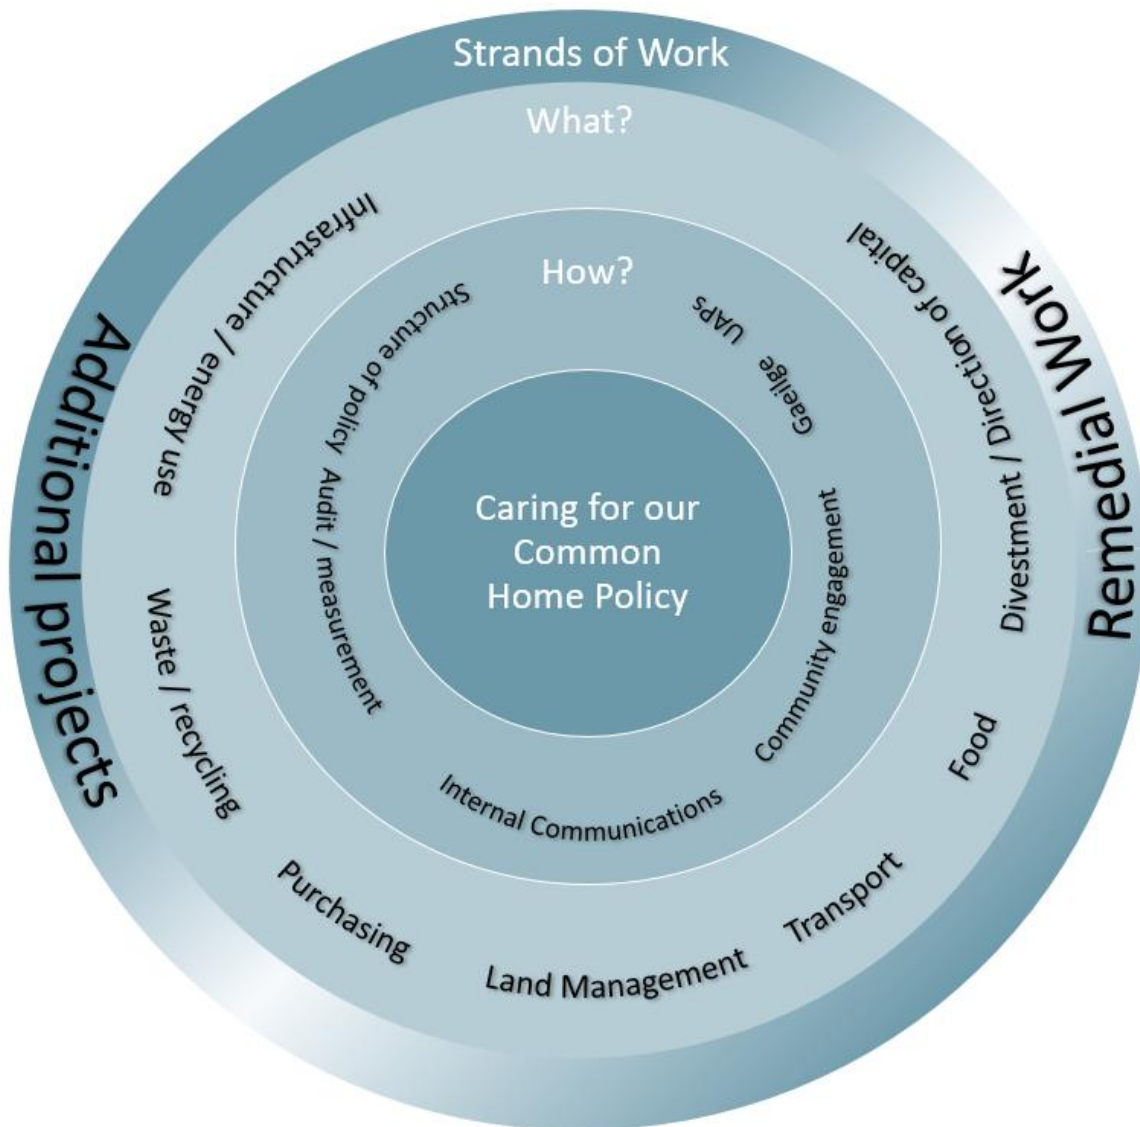 Strands of Work
What?
How?
Caring for our
Common
Home Policy
Additional projects
Remedial Work
Infrastructure / energy use
Waste / recycling
Purchasing
Land Management
Transport
Food
Divestment / Direction of capital
Structure of policy
Audit / measurement
Internal Communications
Community engagement
Gaeilge
UAPs